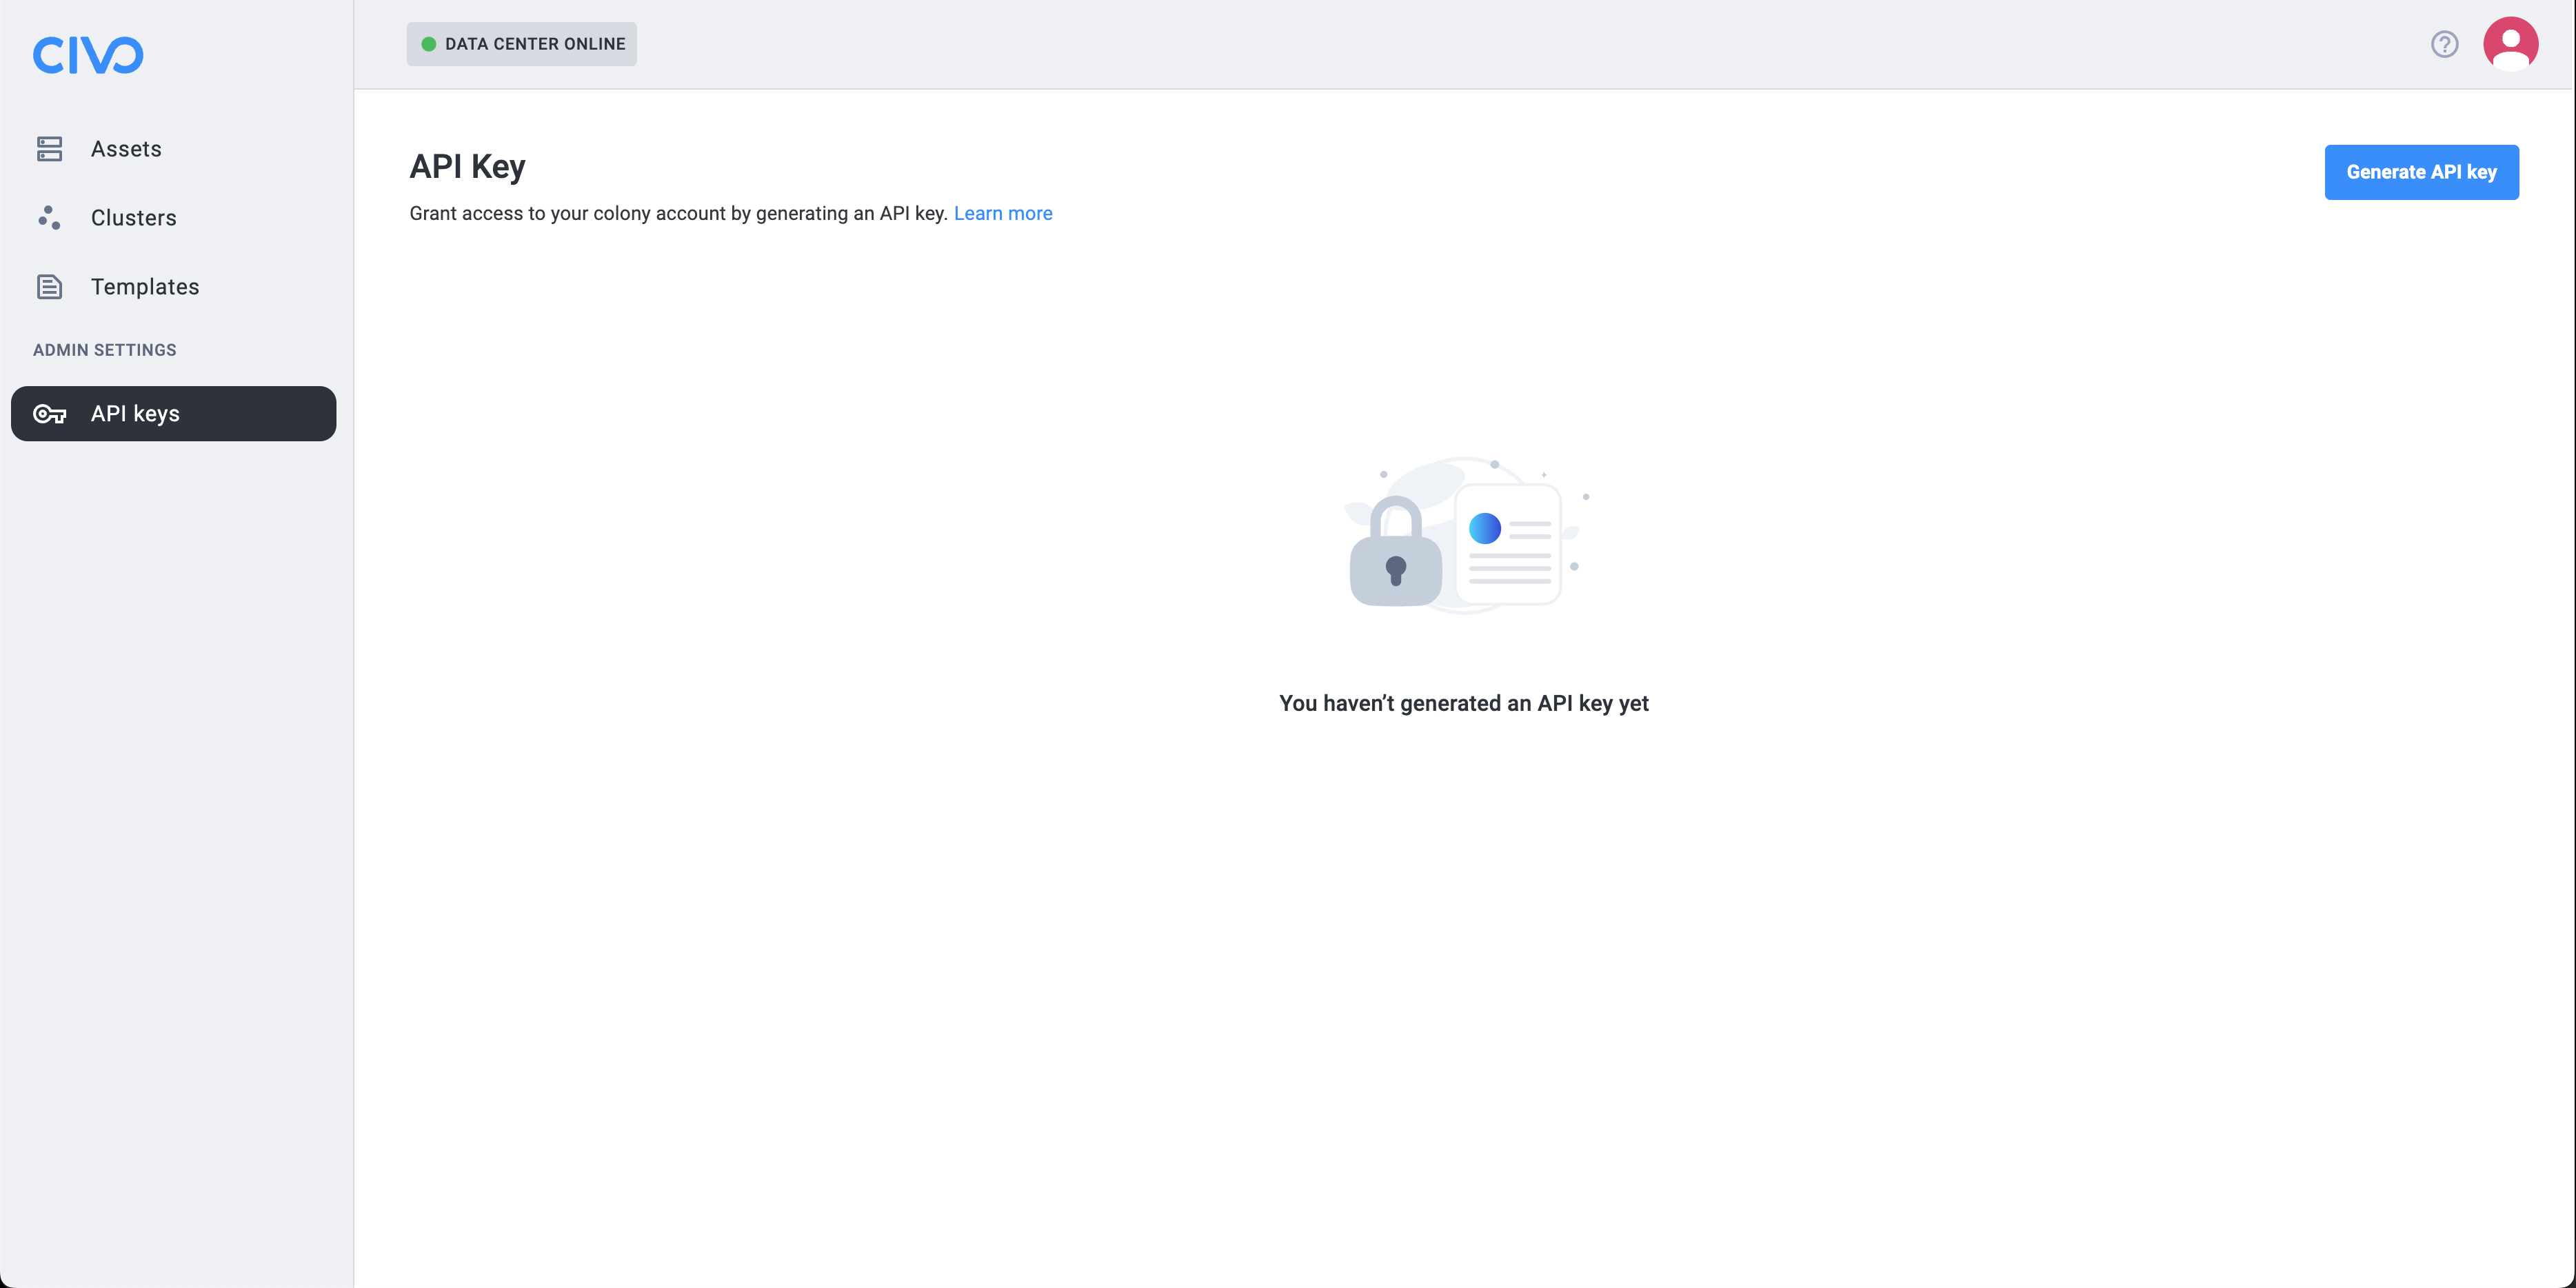 CIVO
DATA CENTER ONLINE
Assets
Clusters
Templates
ADMIN SETTINGS
API keys
API Key
Generate API key
Grant access to your colony account by generating an API key. Learn more
You haven’t generated an API key yet